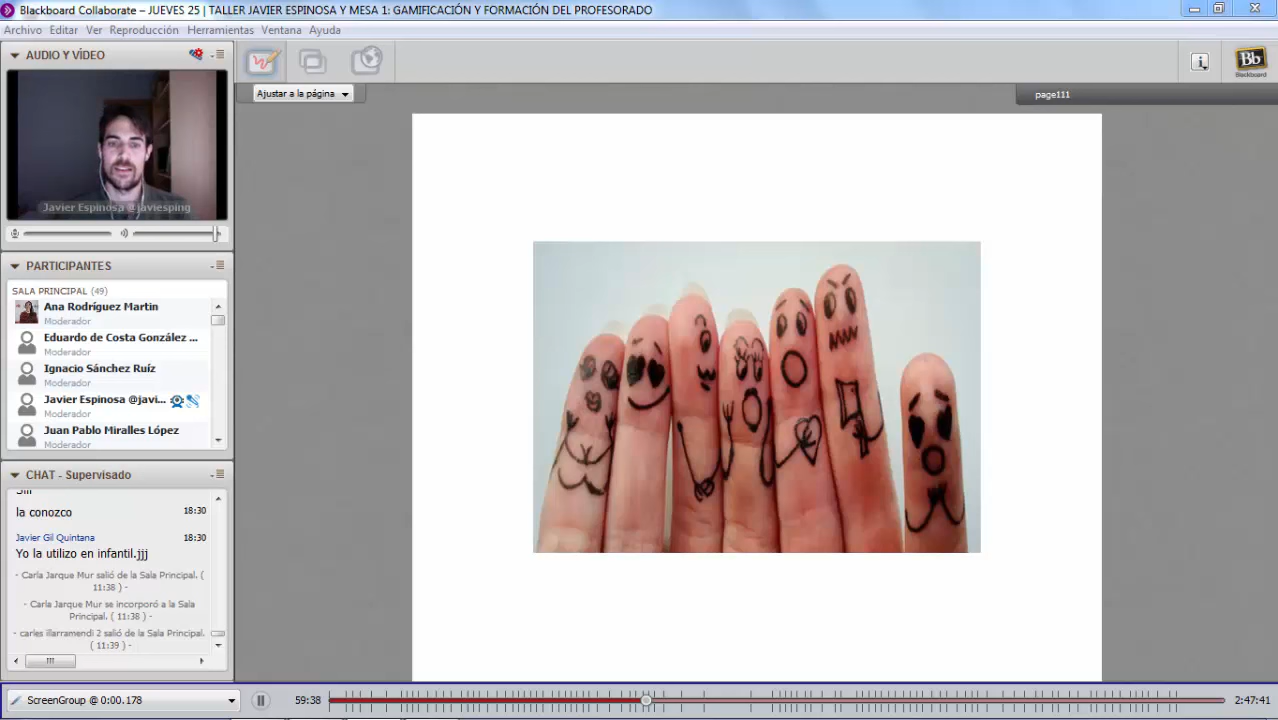 Blackboard Collaborate – JUEVES 25 | TALLER JAVIER ESPINOSA Y MESA 1: GAMIFICACIÓN Y FORMACIÓN DEL PROFESORADO
Archivo Editar Ver Reproducción Herramientas Ventana Ayuda
AUDIO Y VÍDEO
i
Bb
Blackboard
Ajustar a la página
page111
Javier Espinosa @javiesping
PARTICIPANTES
SALA PRINCIPAL (49)
Ana Rodríguez Martin
Moderador
Eduardo de Costa González ...
Moderador
Ignacio Sánchez Ruíz
Moderador
Javier Espinosa @javi...
Moderador
Juan Pablo Miralles López
Moderador
CHAT - Supervisado
la conozco 18:30
Javier Gil Quintana 18:30
Yo la utilizo en infantil.jjj
- Carla Jarque Mur salió de la Sala Principal. (
11:38 ) -
- Carla Jarque Mur se incorporó a la Sala
Principal. ( 11:38 ) -
- carles illarramendi 2 salió de la Sala Principal.
( 11:39 ) -
ScreenGroup @ 0:00.178
59:38
2:47:41